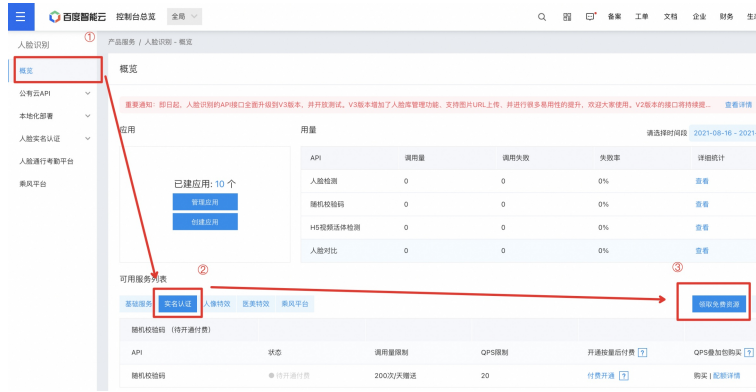 百度智能云 控制台总览 全局 备案 工单 文档 企业 财务
人脸识别
①
产品服务 / 人脸识别 - 概览
概览
概览
公有云API
本地化部署
人脸实名认证
人脸通行考勤平台
乘风平台
重要通知：即日起，人脸识别的API接口全面升级到V3版本，并开放测试。V3版本增加了人脸库管理功能，支持图片URL上传，并进行很多易用性的提升，欢迎大家使用。V2版本的接口将持续提... 查看详情
应用
已建应用: 10 个
管理应用
创建应用
用量
请选择时间段 2021-08-16 - 2021-
API 调用量 调用失败 失败率 详细统计
人脸检测 0 0 0% 查看
随机校验码 0 0 0% 查看
H5视频活体检测 0 0 0% 查看
人脸对比 0 0 0% 查看
可用服务列表
② ③
基础服务 实名认证 人像特效 医美特效 乘风平台 领取免费资源
随机校验码 （待开通付费）
API 状态 调用量限制 QPS限制 开通按量后付费 ? QPS叠加包购买 ?
随机校验码 待开通付费 200次/天赠送 20 付费开通 ? 购买 | 配额详情